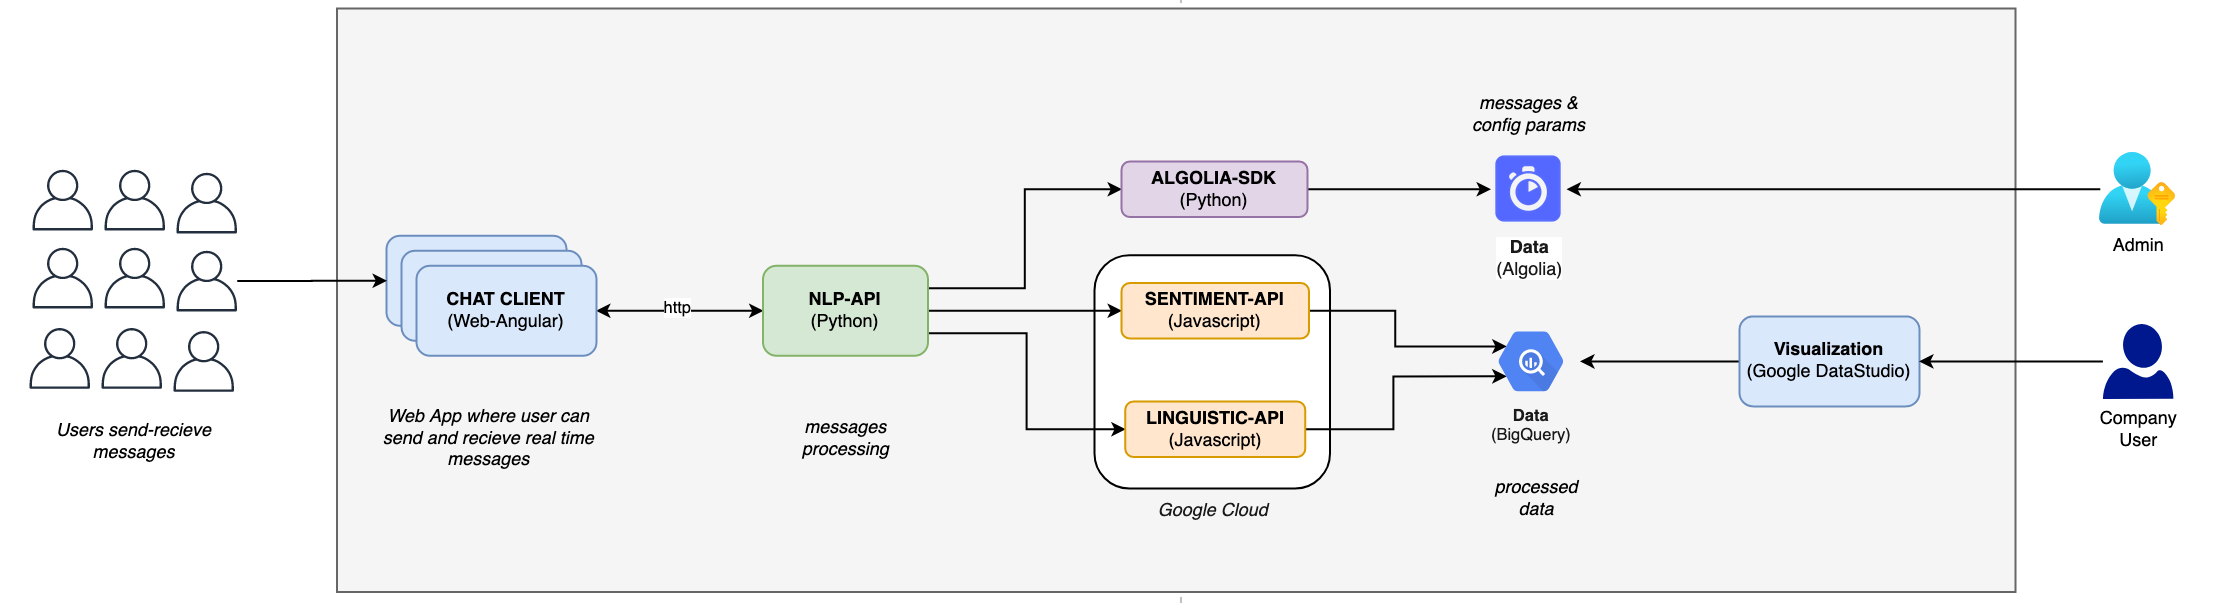 Users send-recieve
messages
CHAT CLIENT
(Web-Angular)
Web App where user can
send and recieve real time
messages
http
NLP-API
(Python)
messages
processing
ALGOLIA-SDK
(Python)
SENTIMENT-API
(Javascript)
LINGUISTIC-API
(Javascript)
Google Cloud
messages &
config params
Data
(Algolia)
Data
(BigQuery)
processed
data
Visualization
(Google DataStudio)
Admin
Company
User